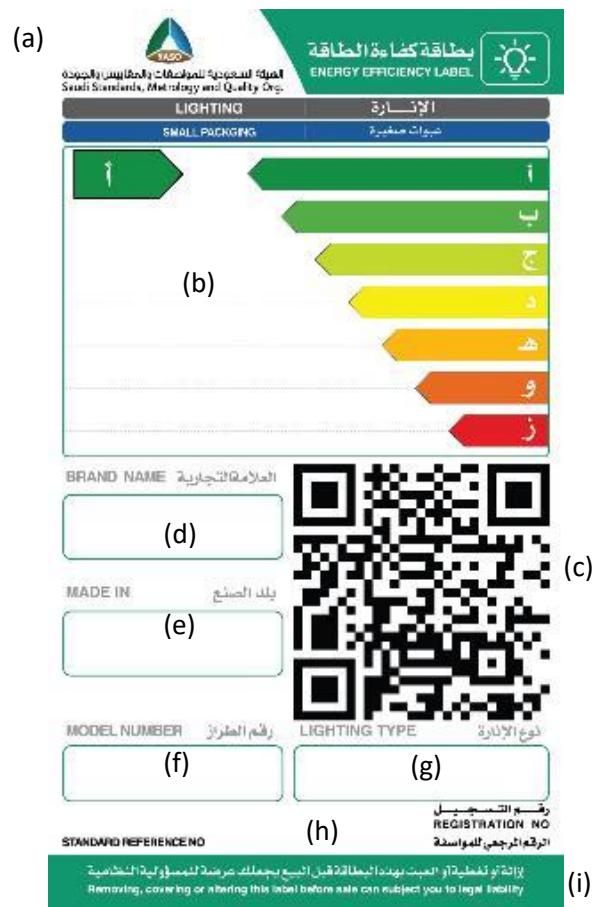 (a)
SASO
بطاقة كفاءة الطاقة
ENERGY EFFICIENCY LABEL
الهيئة السعودية للمواصفات والمقاييس والجودة
Saudi Standards, Metrology and Quality Org.
LIGHTING الإنـــارة
SMALL PACKGING عبوات صغيرة
أ أ
ب
ج
(b)
د
هـ
و
ز
BRAND NAME العلامة التجارية
(d)
(c)
MADE IN بلد الصنع
(e)
MODEL NUMBER رقم الطراز LIGHTING TYPE نوع الإنارة
(f) (g)
رقـــم التـــسجـيـــل
REGISTRATION NO
(h)
STANDARD REFERENCE NO الرقم المرجعي للمواصفة
إزالة أو تغطية أو العبث بهذه البطاقة قبل البيع يجعلك عرضة للمسؤولية النظامية
(i)
Removing, covering or altering this label before sale can subject you to legal liability